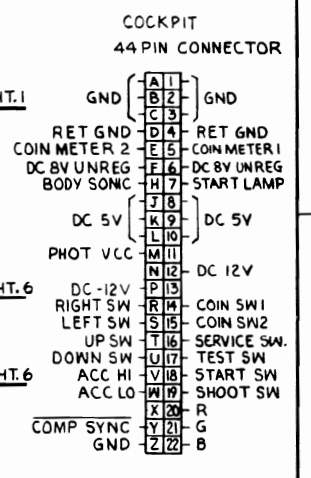 COCKPIT
44 PIN CONNECTOR
HT. 1
A 1
GND B 2 GND
C 3
RET GND D 4 RET GND
COIN METER 2 E 5 COIN METER 1
DC 8V UNREG F 6 DC 8V UNREG
BODY SONIC H 7 START LAMP
J 8
DC 5V K 9 DC 5V
L 10
PHOT VCC M 11
N 12 DC 12V
HT. 6 DC -12V P 13
RIGHT SW R 14 COIN SW1
LEFT SW S 15 COIN SW2
UP SW T 16 SERVICE SW.
DOWN SW U 17 TEST SW
HT. 6 ACC HI V 18 START SW
ACC LO W 19 SHOOT SW
X 20 R
COMP SYNC Y 21 G
GND Z 22 B